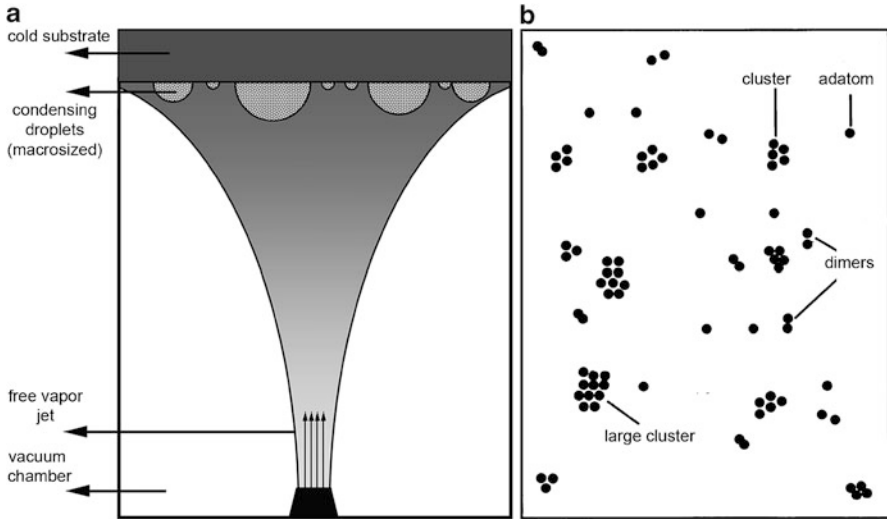 a
cold substrate
condensing
droplets
(macrosized)
free vapor
jet
vacuum
chamber
b
cluster
adatom
dimers
large cluster